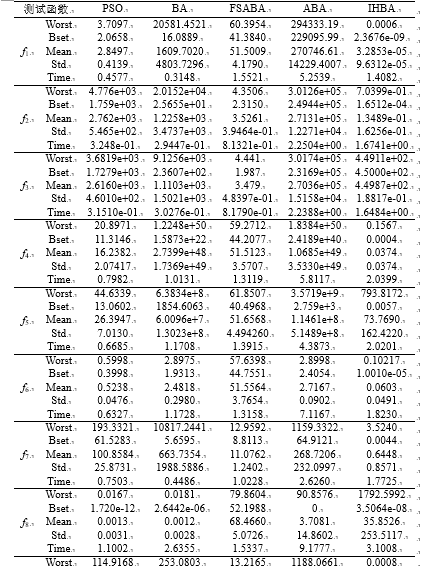 测试函数 PSO BA FSABA ABA IHBA
Worst 3.7097 20581.4521 60.3954 294333.19 0.0006
Bset 2.0658 16.0889 41.3840 229095.99 2.3676e-09
f1 Mean 2.8497 1609.7020 51.5009 270746.61 3.2853e-05
Std 0.4139 4803.7296 4.1790 14229.4007 9.6312e-05
Time 0.4577 0.3148 1.5521 5.2539 1.4082
Worst 4.776e+03 2.0152e+04 4.3506 3.0126e+05 7.0399e-01
Bset 1.759e+03 2.5655e+01 2.3150 2.4944e+05 1.6512e-04
f2 Mean 2.762e+03 1.2258e+03 3.5261 2.7131e+05 1.3489e-01
Std 5.465e+02 3.4737e+03 3.9464e-01 1.2271e+04 1.6256e-01
Time 3.248e-01 2.9447e-01 8.1321e-01 2.2504e+00 1.6741e+00
Worst 3.6819e+03 9.1256e+03 4.441 3.0174e+05 4.4911e+02
Bset 1.7279e+03 2.3607e+02 1.987 2.3169e+05 4.5000e+02
f3 Mean 2.6160e+03 1.1103e+03 3.479 2.7036e+05 4.4987e+02
Std 4.6010e+02 1.5021e+03 4.8397e-01 1.5158e+04 1.8817e-01
Time 3.1510e-01 3.0276e-01 8.1790e-01 2.2388e+00 1.6484e+00
Worst 20.8971 1.2248e+50 59.2712 1.8384e+50 0.1567
Bset 11.3146 1.5873e+22 44.2077 2.4189e+40 0.0004
f4 Mean 16.2382 2.7399e+48 51.5123 1.0685e+49 0.0374
Std 2.07417 1.7369e+49 3.5707 3.5330e+49 0.0374
Time 0.7982 1.0131 1.3119 5.8117 2.0399
Worst 44.6339 6.3834e+8 61.8507 3.5719e+9 793.8172
Bset 13.0602 1854.6063 40.4968 2.759e+3 0.0057
f5 Mean 26.3947 6.0096e+7 51.6568 1.1461e+8 73.7690
Std 7.0130 1.3023e+8 4.494260 5.1489e+8 162.4220
Time 0.6685 1.1708 1.3915 4.3873 2.0201
Worst 0.5998 2.8975 57.6398 2.8998 0.10217
Bset 0.3998 1.9313 44.7551 2.4054 1.0010e-05
f6 Mean 0.5238 2.4818 51.5564 2.7167 0.0603
Std 0.0476 0.2980 3.7654 0.0902 0.0491
Time 0.6327 1.1728 1.3158 7.1167 1.8230
Worst 193.3321 10817.2441 12.9592 1159.3322 3.5240
Bset 61.5283 5.6595 8.8113 64.9121 0.0044
f7 Mean 100.8584 663.7354 11.0762 268.7206 0.6448
Std 25.8731 1988.5886 1.2402 232.0997 0.8571
Time 0.7503 0.4486 1.0228 2.6260 1.7725
Worst 0.0167 0.0181 79.8604 90.8576 1792.5992
Bset 1.720e-12 2.6442e-06 52.1988 0 3.5064e-08
f8 Mean 0.0013 0.0012 68.4660 3.7081 35.8526
Std 0.0031 0.0028 5.0726 14.8602 253.5117
Time 1.1002 2.6355 1.5337 9.1777 3.1008
Worst 114.9168 253.0803 13.2165 1188.0661 0.0008